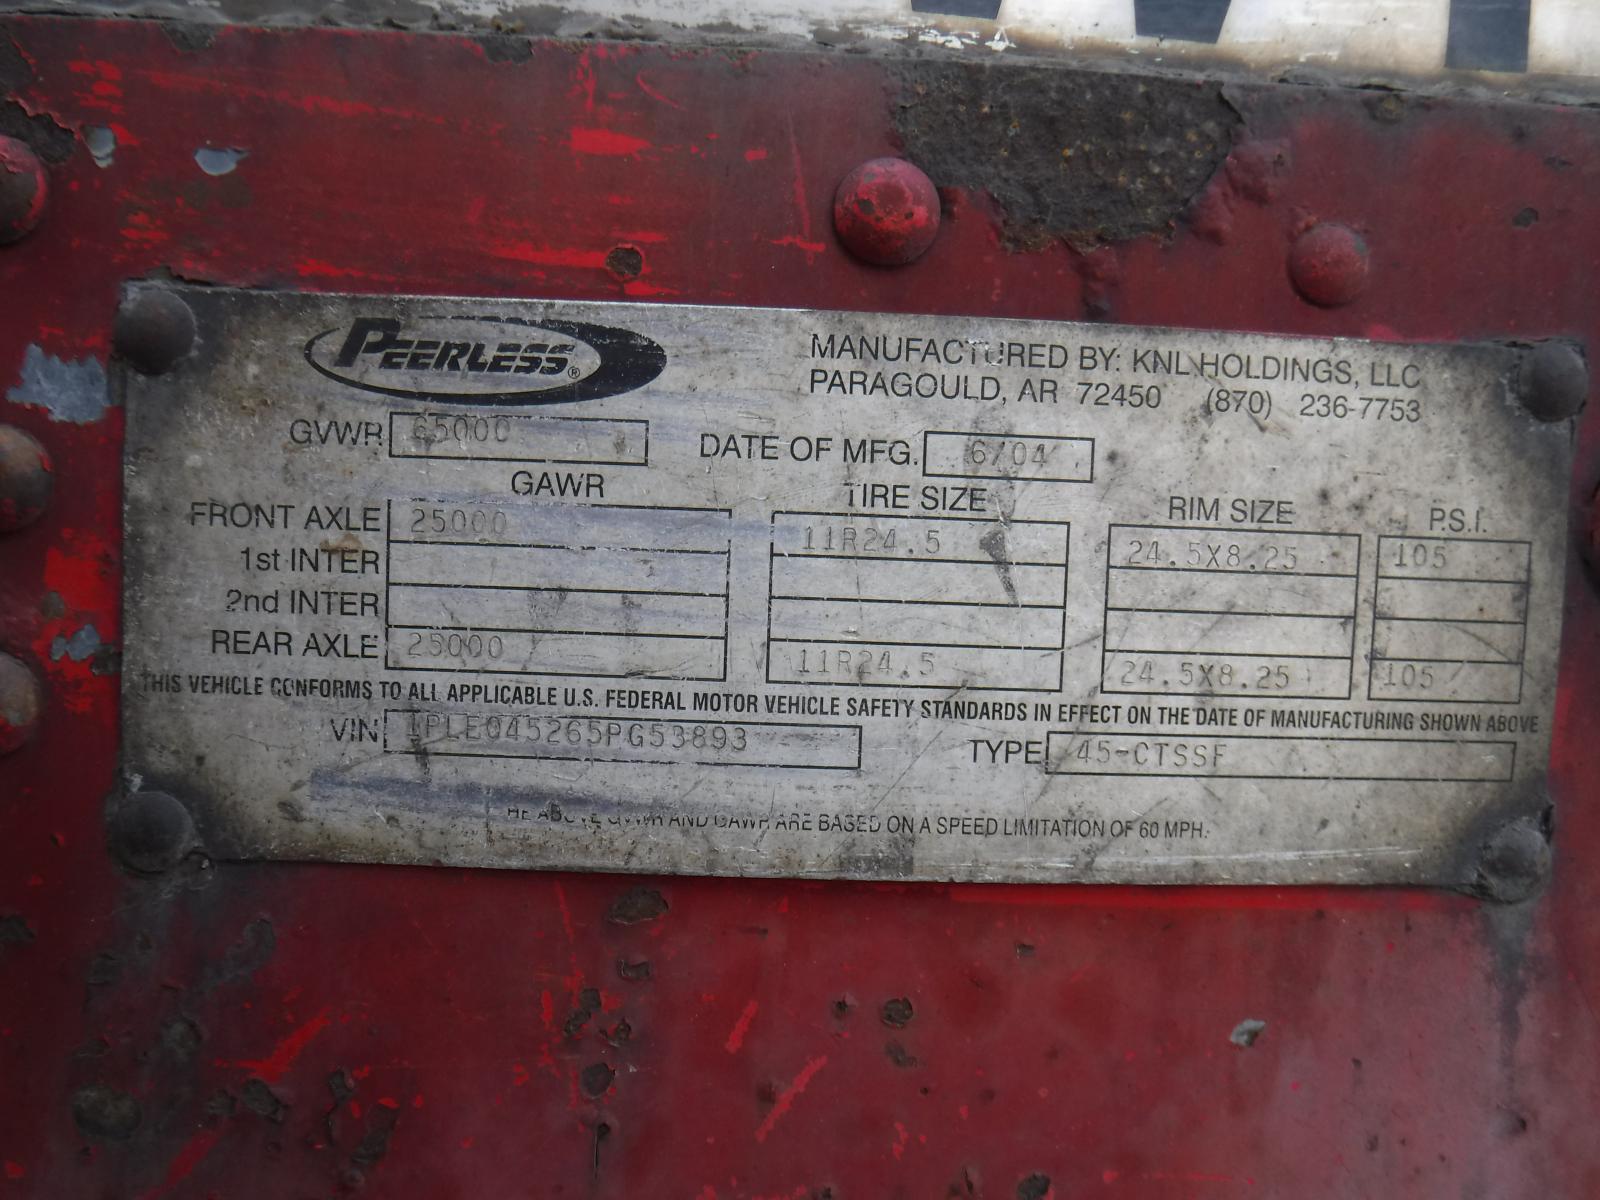 PEERLESS®
MANUFACTURED BY: KNL HOLDINGS, LLC
PARAGOULD, AR 72450 (870) 236-7753
GVWR 65000 DATE OF MFG. 6/04
GAWR TIRE SIZE RIM SIZE P.S.I.
FRONT AXLE 25000 11R24.5 24.5X8.25 105
1st INTER
2nd INTER
REAR AXLE 25000 11R24.5 24.5X8.25 105
THIS VEHICLE CONFORMS TO ALL APPLICABLE U.S. FEDERAL MOTOR VEHICLE SAFETY STANDARDS IN EFFECT ON THE DATE OF MANUFACTURING SHOWN ABOVE
VIN 1PLE045265PG53893 TYPE 45-CTSSF
THE ABOVE GVWR AND GAWR ARE BASED ON A SPEED LIMITATION OF 60 MPH.